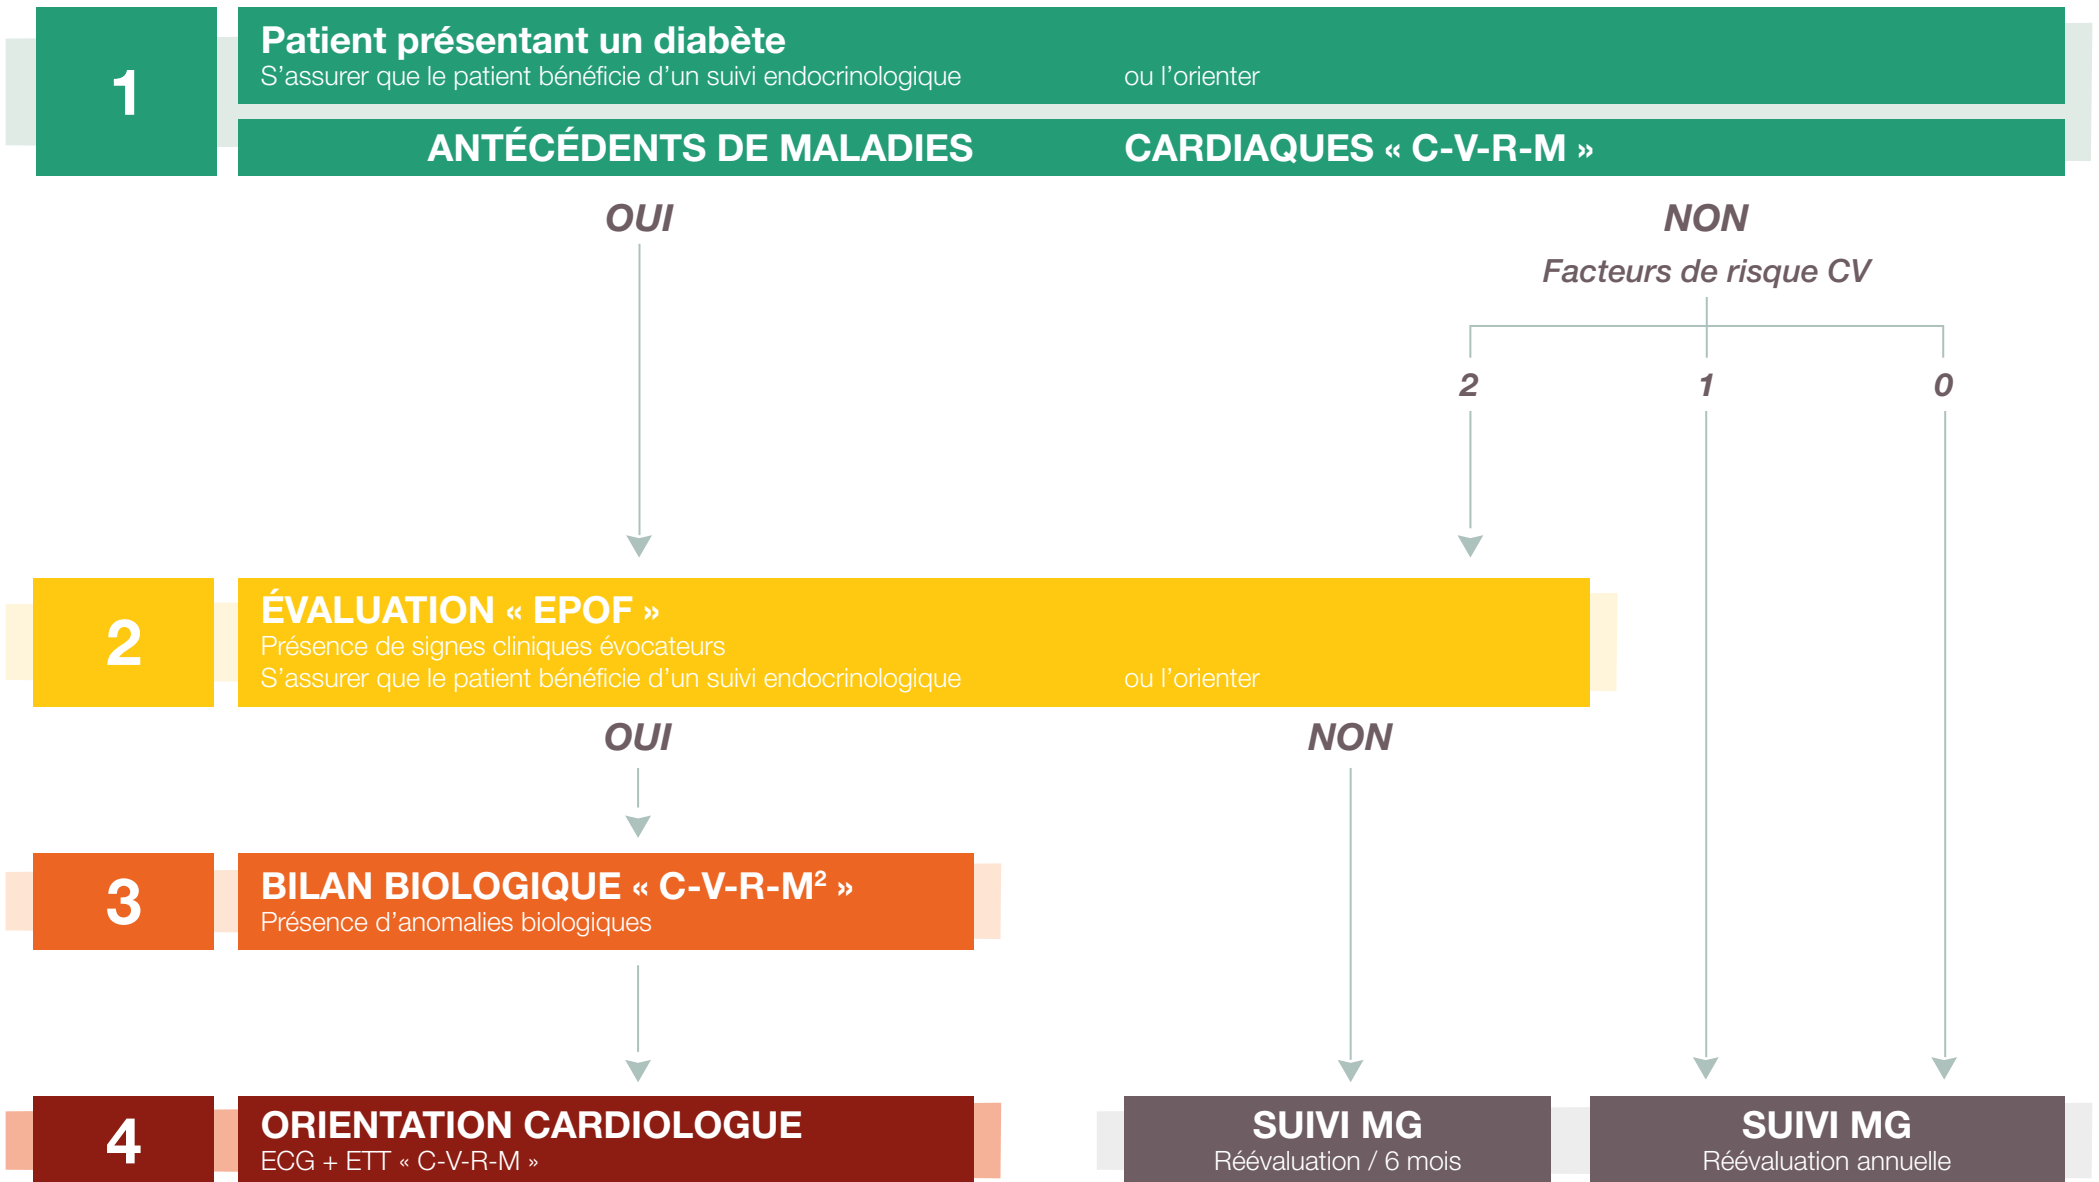 1
Patient présentant un diabète
S’assurer que le patient bénéficie d’un suivi endocrinologique ou l’orienter
ANTÉCÉDENTS DE MALADIES CARDIAQUES « C-V-R-M »
OUI
NON
Facteurs de risque CV
2 1 0
2
ÉVALUATION « EPOF »
Présence de signes cliniques évocateurs
S’assurer que le patient bénéficie d’un suivi endocrinologique ou l’orienter
OUI
NON
3
BILAN BIOLOGIQUE « C-V-R-M² »
Présence d’anomalies biologiques
4
ORIENTATION CARDIOLOGUE
ECG + ETT « C-V-R-M »
SUIVI MG
Réévaluation / 6 mois
SUIVI MG
Réévaluation annuelle